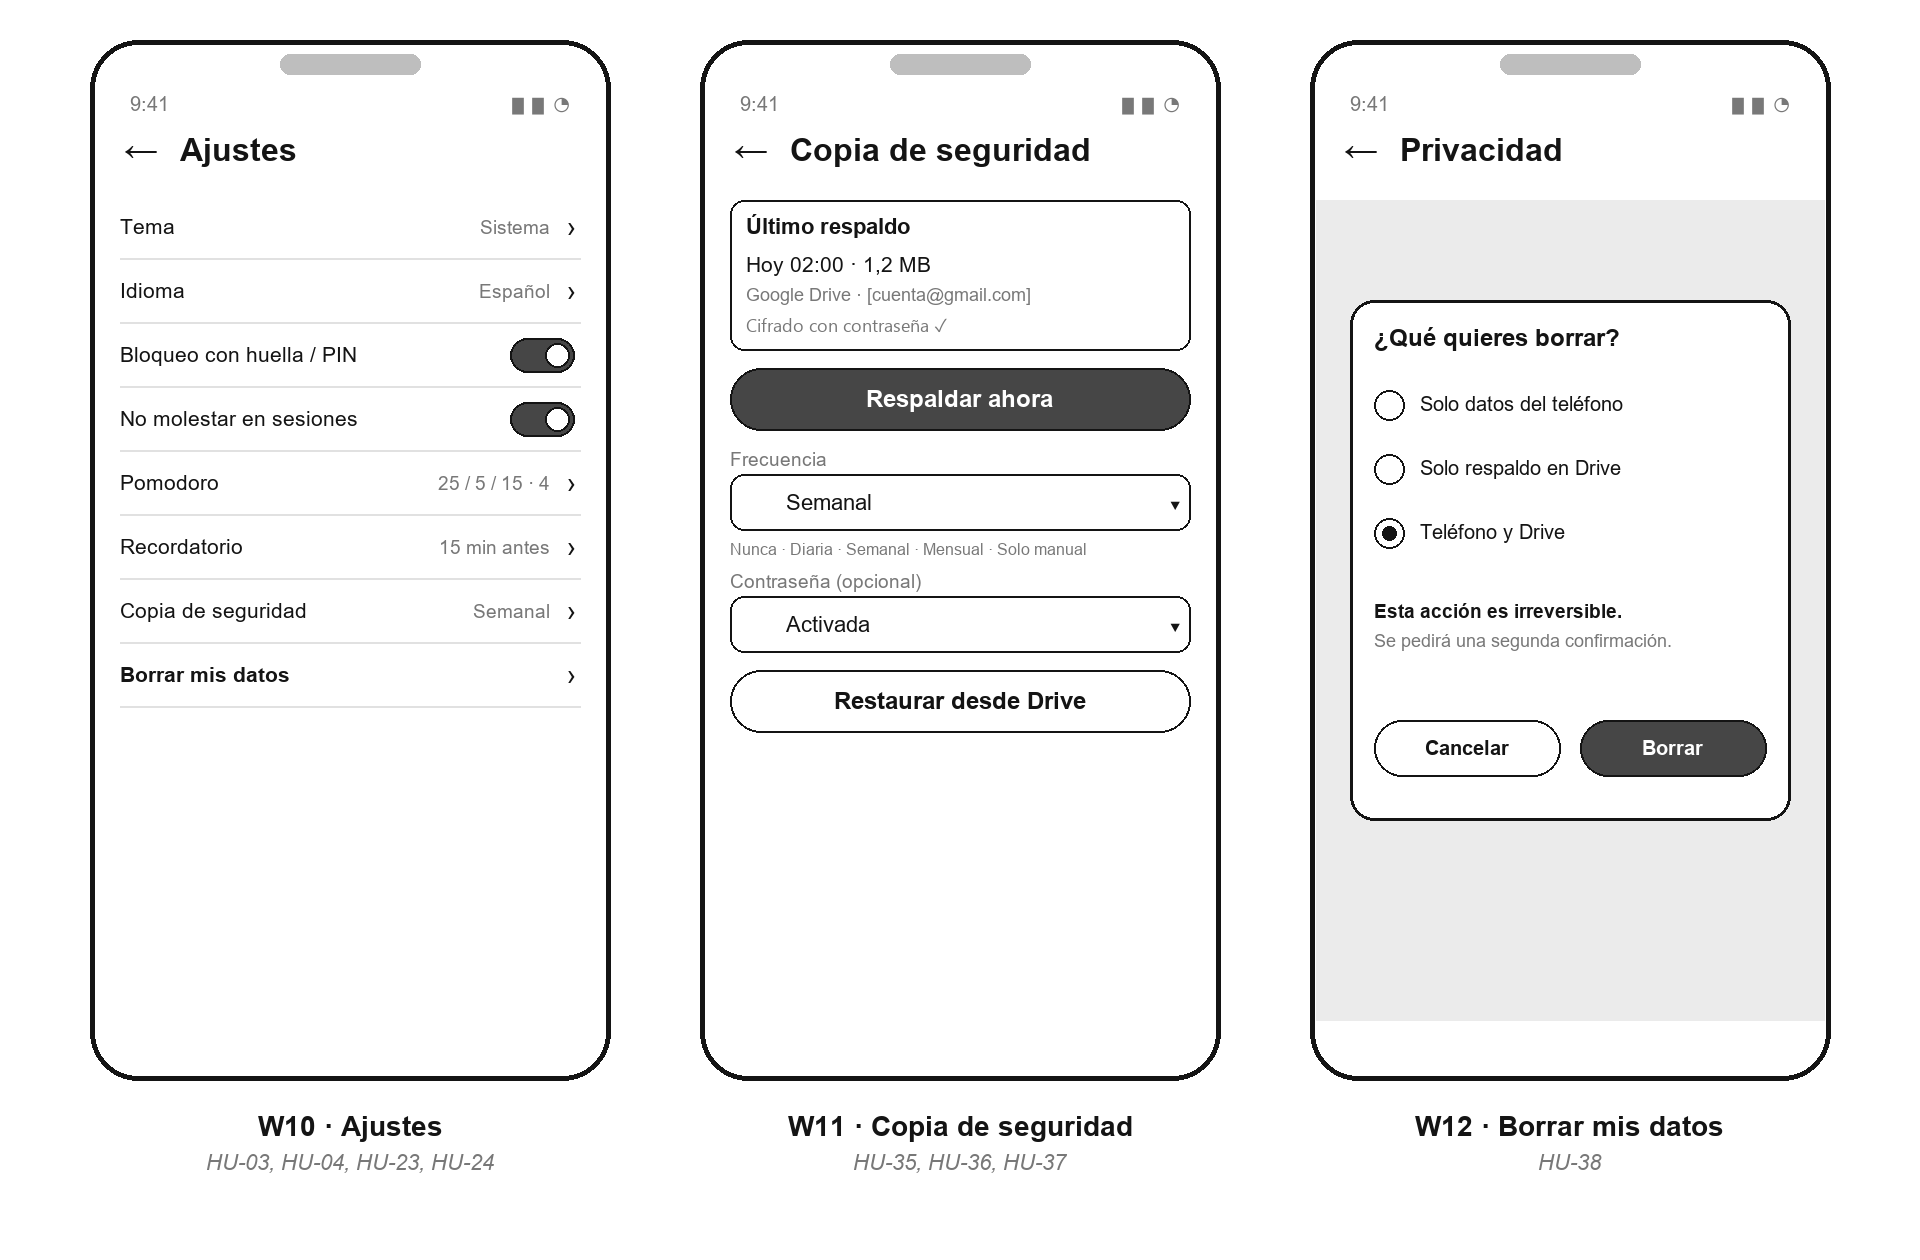 9:41
← Ajustes
Tema Sistema ›
Idioma Español ›
Bloqueo con huella / PIN
No molestar en sesiones
Pomodoro 25 / 5 / 15 · 4 ›
Recordatorio 15 min antes ›
Copia de seguridad Semanal ›
Borrar mis datos ›
W10 · Ajustes
HU-03, HU-04, HU-23, HU-24
9:41
← Copia de seguridad
Último respaldo
Hoy 02:00 · 1,2 MB
Google Drive · [cuenta@gmail.com]
Cifrado con contraseña ✓
Respaldar ahora
Frecuencia
Semanal ▾
Nunca · Diaria · Semanal · Mensual · Solo manual
Contraseña (opcional)
Activada ▾
Restaurar desde Drive
W11 · Copia de seguridad
HU-35, HU-36, HU-37
9:41
← Privacidad
¿Qué quieres borrar?
Solo datos del teléfono
Solo respaldo en Drive
Teléfono y Drive
Esta acción es irreversible.
Se pedirá una segunda confirmación.
Cancelar Borrar
W12 · Borrar mis datos
HU-38